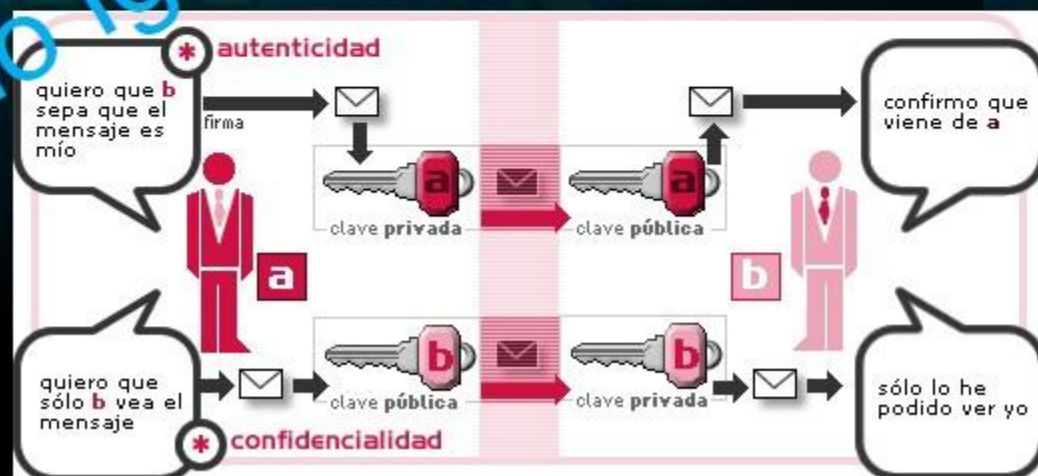 autenticidad
quiero que b
sepa que el
mensaje es
mío
firma
a
clave privada
a
clave pública
confirmo que
viene de a
a
b
quiero que
sólo b vea el
mensaje
b
clave pública
b
clave privada
sólo lo he
podido ver yo
confidencialidad